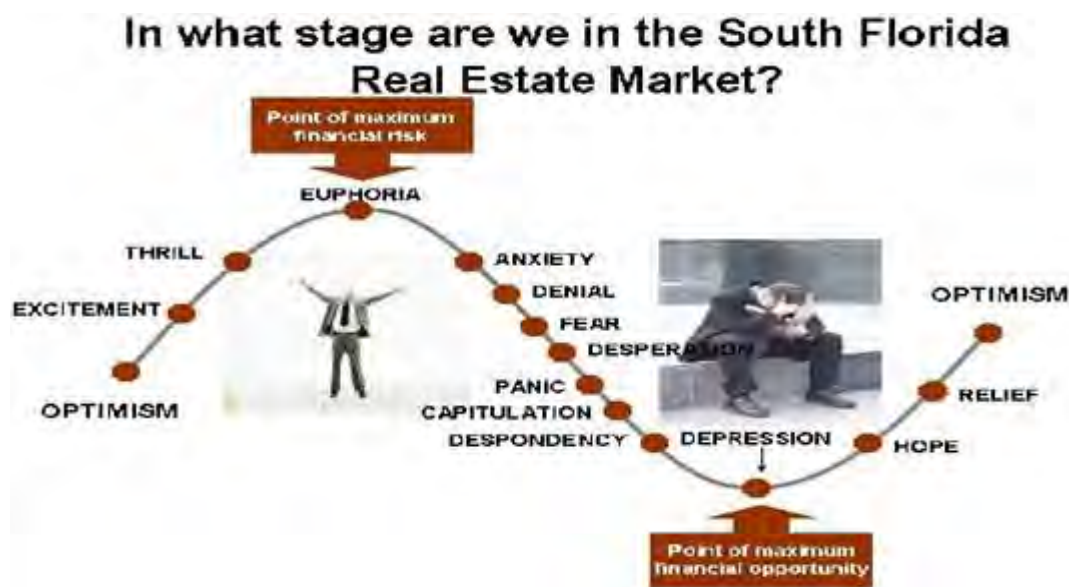 In what stage are we in the South Florida
Real Estate Market?
Point of maximum
financial risk
EUPHORIA
THRILL
ANXIETY
EXCITEMENT
DENIAL
OPTIMISM
FEAR
DESPERATION
PANIC
RELIEF
OPTIMISM
CAPITULATION
DESPONDENCY
DEPRESSION
HOPE
Point of maximum
financial opportunity